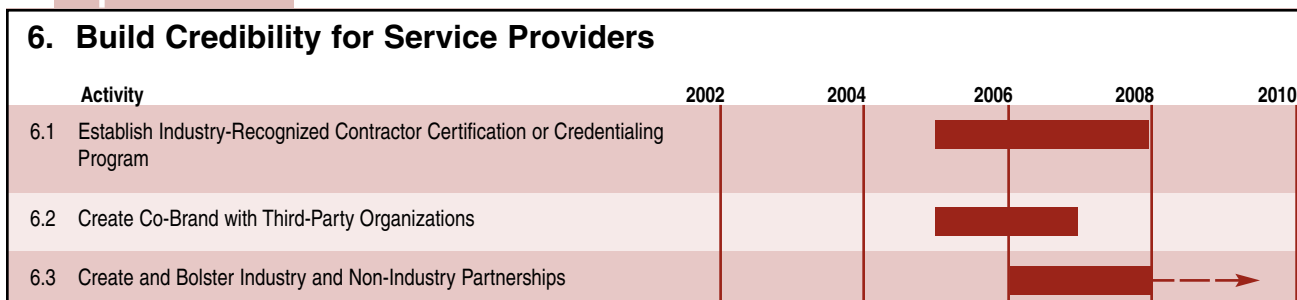 6. Build Credibility for Service Providers
Activity 2002 2004 2006 2008 2010
6.1 Establish Industry-Recognized Contractor Certification or Credentialing
Program
6.2 Create Co-Brand with Third-Party Organizations
6.3 Create and Bolster Industry and Non-Industry Partnerships